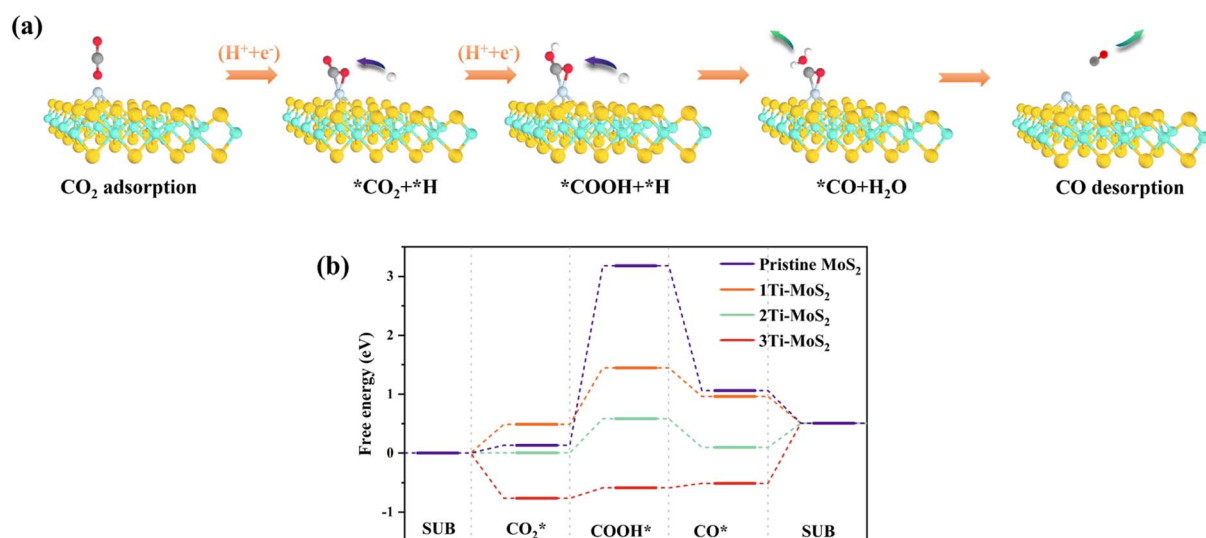 (a)
(H⁺+e⁻)
(H⁺+e⁻)
CO₂ adsorption
*CO₂+*H
*COOH+*H
*CO+H₂O
CO desorption
(b)
Free energy (eV)
3
2
1
0
-1
Pristine MoS₂
1Ti-MoS₂
2Ti-MoS₂
3Ti-MoS₂
SUB
CO₂*
COOH*
CO*
SUB